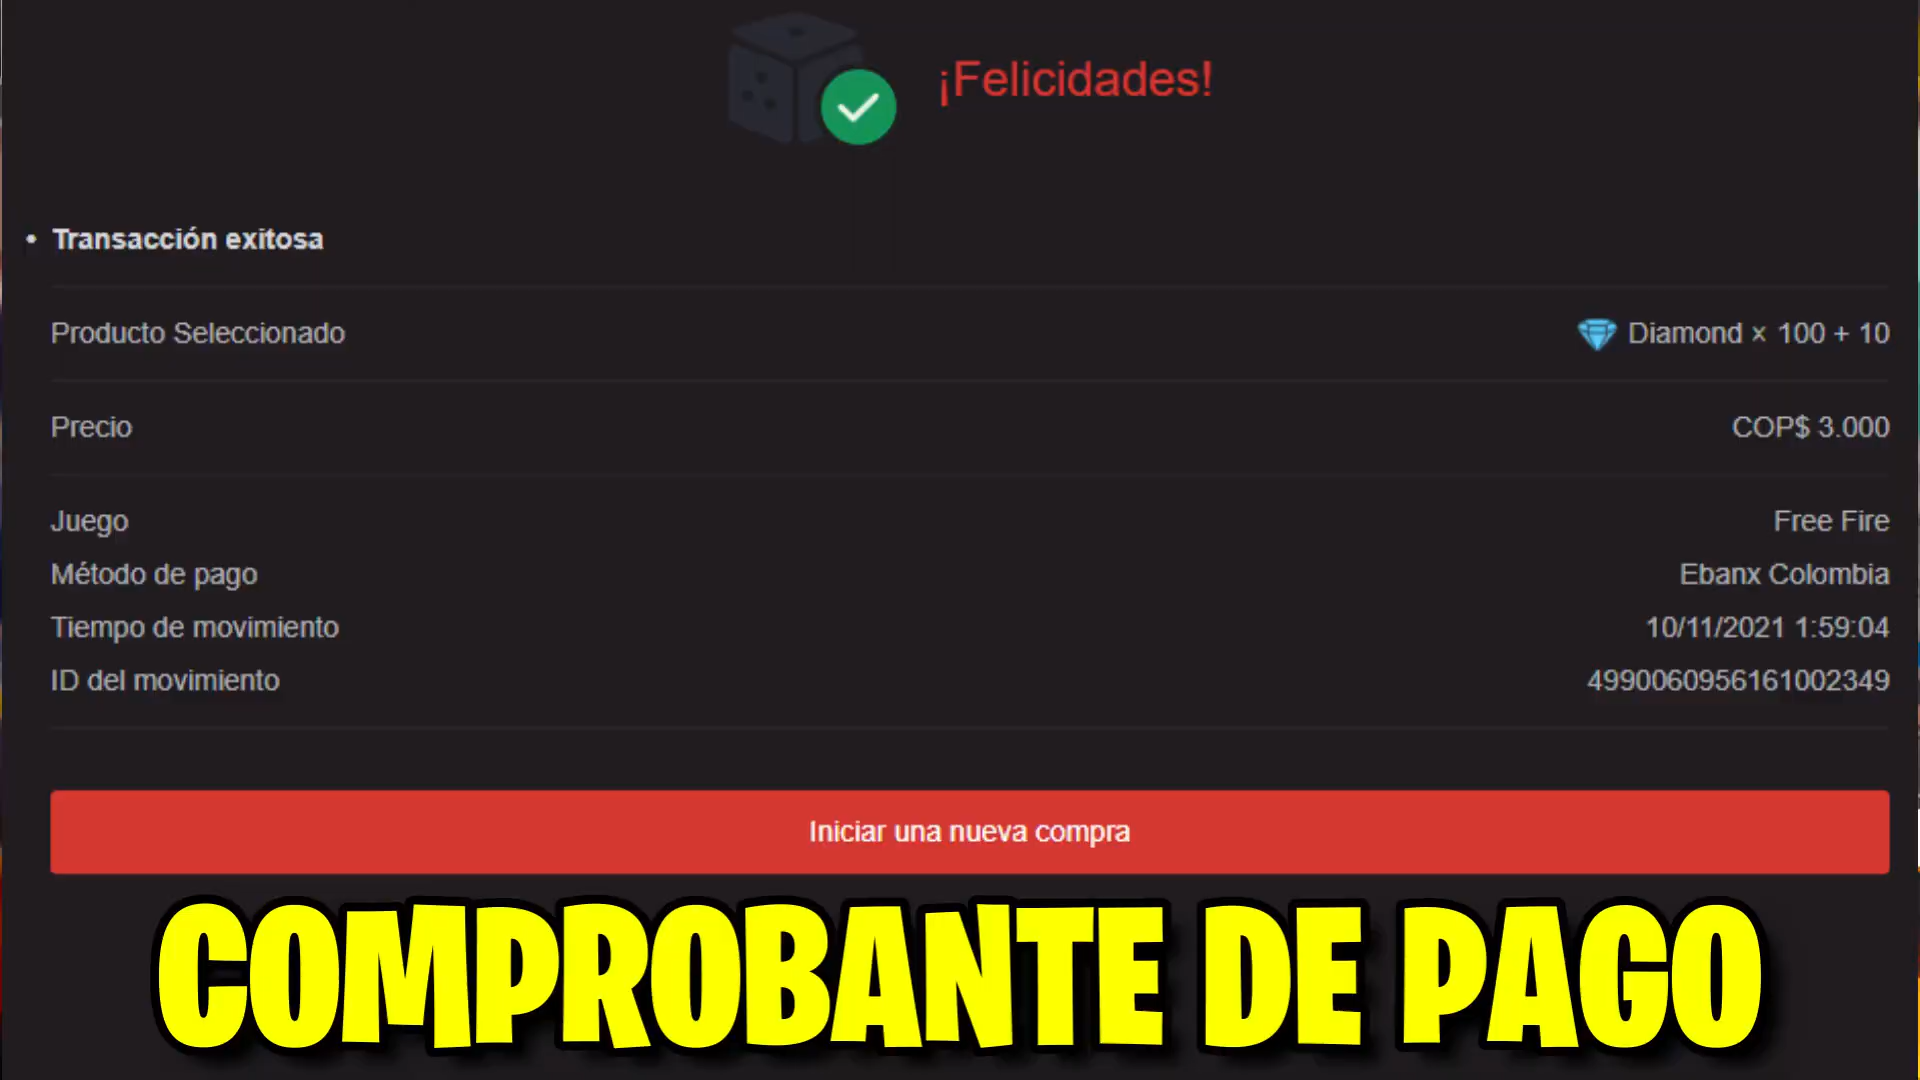 ¡Felicidades!
• Transacción exitosa
Producto Seleccionado Diamond × 100 + 10
Precio COP$ 3.000
Juego Free Fire
Método de pago Ebanx Colombia
Tiempo de movimiento 10/11/2021 1:59:04
ID del movimiento 4990060956161002349
Iniciar una nueva compra
COMPROBANTE DE PAGO